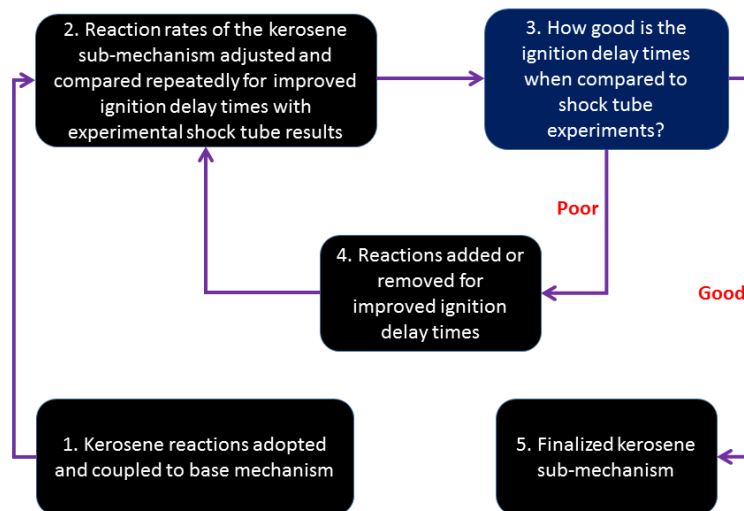 2. Reaction rates of the kerosene
sub-mechanism adjusted and
compared repeatedly for improved
ignition delay times with
experimental shock tube results
3. How good is the
ignition delay times
when compared to
shock tube
experiments?
Poor
4. Reactions added or
removed for
improved ignition
delay times
Good
1. Kerosene reactions adopted
and coupled to base mechanism
5. Finalized kerosene
sub-mechanism